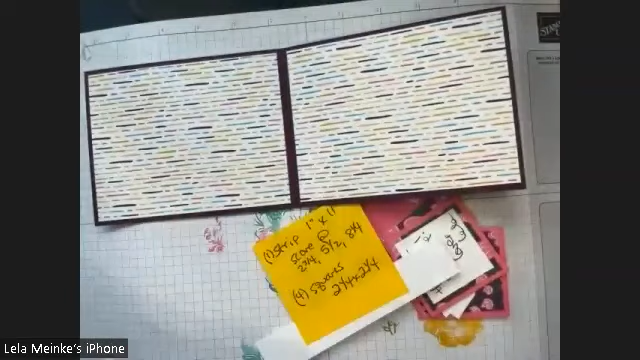 STAM
(1) Strip 1" x 11
Score @
2 3/4, 5 1/2, 8 1/4
(4) Squares
2 1/4 x 2 1/4
Lela Meinke's iPhone